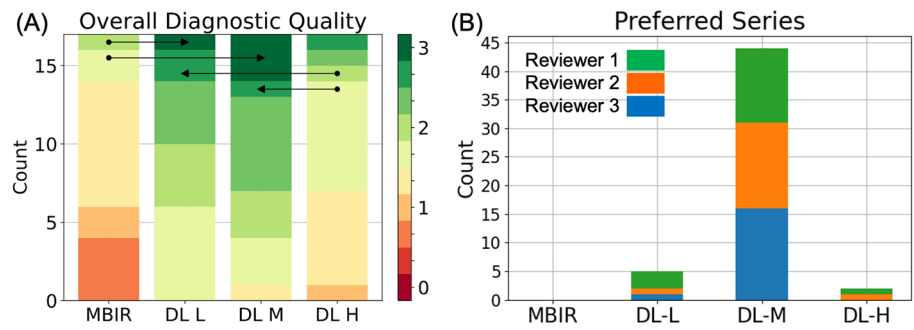 (A)
Overall Diagnostic Quality
Count
15
10
5
0
MBIR
DL L
DL M
DL H
3
2
1
0
(B)
Preferred Series
Reviewer 1
Reviewer 2
Reviewer 3
Count
45
40
35
30
25
20
15
10
5
0
MBIR
DL-L
DL-M
DL-H